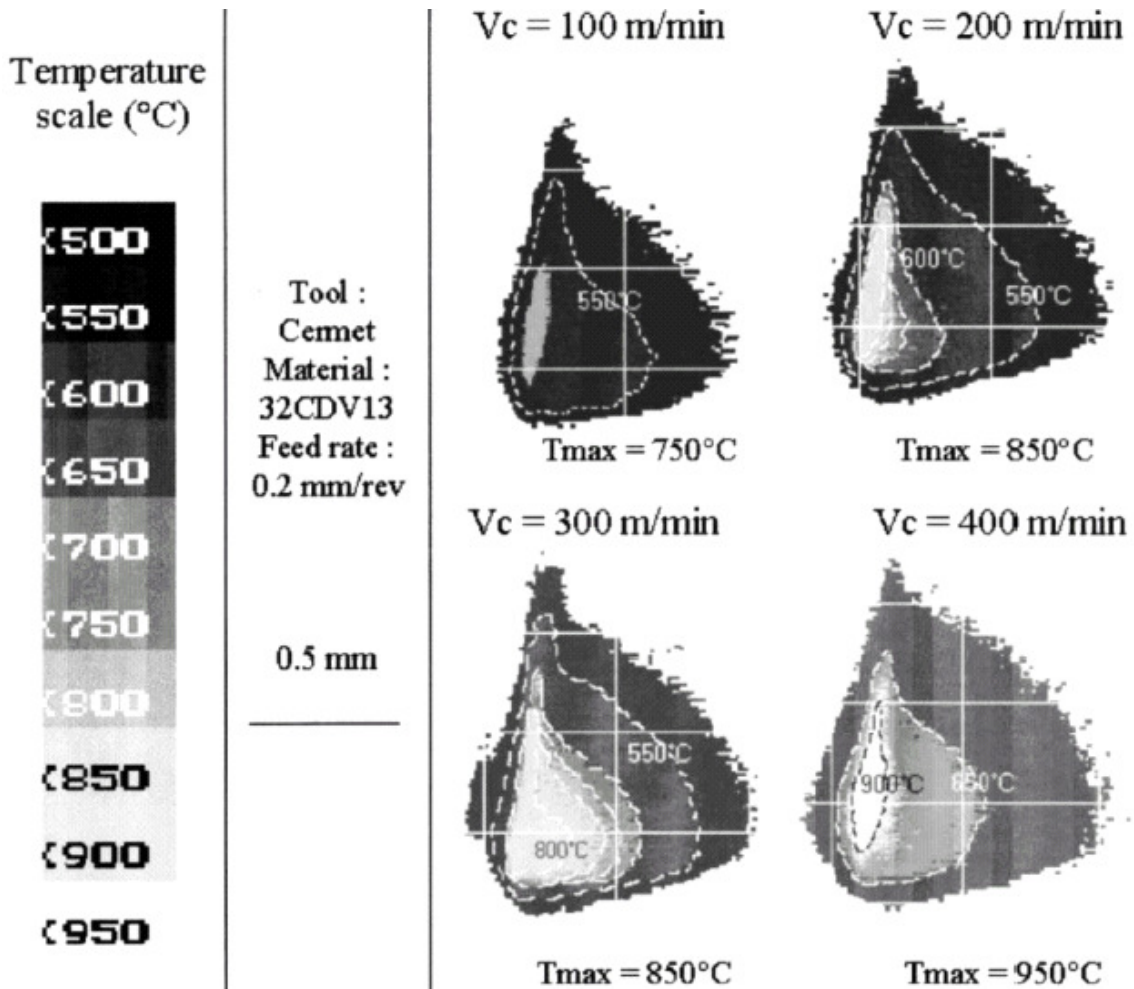 Temperature
scale (°C)
<500
<550
<600
<650
<700
<750
<800
<850
<900
<950
Tool :
Cermet
Material :
32CDV13
Feed rate :
0.2 mm/rev
0.5 mm
Vc = 100 m/min
550°C
Tmax = 750°C
Vc = 200 m/min
600°C
550°C
Tmax = 850°C
Vc = 300 m/min
550°C
800°C
Tmax = 850°C
Vc = 400 m/min
900°C
850°C
Tmax = 950°C